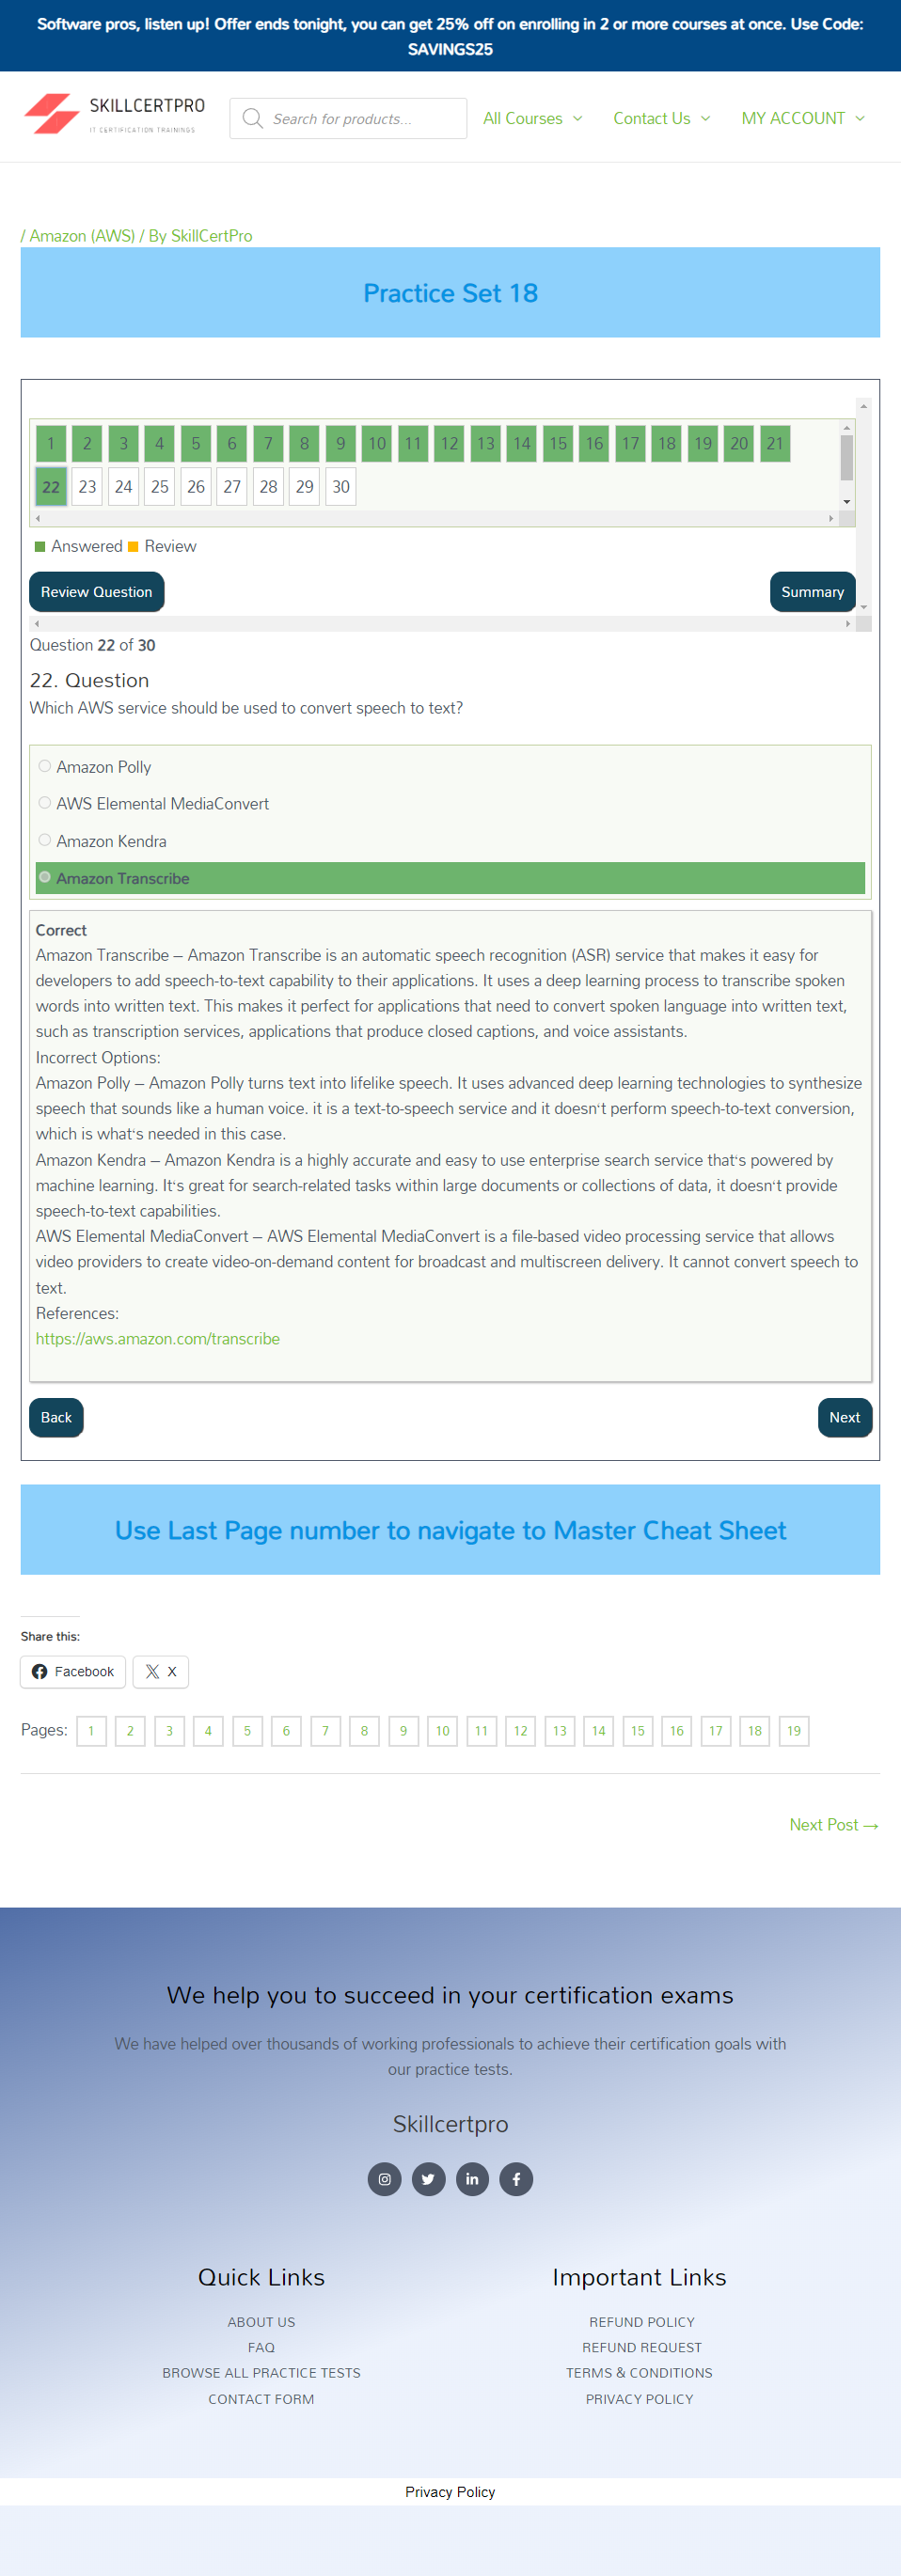 Software pros, listen up! Offer ends tonight, you can get 25% off on enrolling in 2 or more courses at once. Use Code:
SAVINGS25
SKILLCERTPRO
IT CERTIFICATION TRAININGS
Search for products...
All Courses
Contact Us
MY ACCOUNT
/ Amazon (AWS) / By SkillCertPro
Practice Set 18
1 2 3 4 5 6 7 8 9 10 11 12 13 14 15 16 17 18 19 20 21
22 23 24 25 26 27 28 29 30
Answered Review
Review Question
Summary
Question 22 of 30
22. Question
Which AWS service should be used to convert speech to text?
Amazon Polly
AWS Elemental MediaConvert
Amazon Kendra
Amazon Transcribe
Correct
Amazon Transcribe – Amazon Transcribe is an automatic speech recognition (ASR) service that makes it easy for
developers to add speech-to-text capability to their applications. It uses a deep learning process to transcribe spoken
words into written text. This makes it perfect for applications that need to convert spoken language into written text,
such as transcription services, applications that produce closed captions, and voice assistants.
Incorrect Options:
Amazon Polly – Amazon Polly turns text into lifelike speech. It uses advanced deep learning technologies to synthesize
speech that sounds like a human voice. it is a text-to-speech service and it doesn‘t perform speech-to-text conversion,
which is what‘s needed in this case.
Amazon Kendra – Amazon Kendra is a highly accurate and easy to use enterprise search service that‘s powered by
machine learning. It‘s great for search-related tasks within large documents or collections of data, it doesn‘t provide
speech-to-text capabilities.
AWS Elemental MediaConvert – AWS Elemental MediaConvert is a file-based video processing service that allows
video providers to create video-on-demand content for broadcast and multiscreen delivery. It cannot convert speech to
text.
References:
https://aws.amazon.com/transcribe
Back
Next
Use Last Page number to navigate to Master Cheat Sheet
Share this:
Facebook
X
Pages: 1 2 3 4 5 6 7 8 9 10 11 12 13 14 15 16 17 18 19
Next Post →
We help you to succeed in your certification exams
We have helped over thousands of working professionals to achieve their certification goals with
our practice tests.
Skillcertpro
Quick Links
ABOUT US
FAQ
BROWSE ALL PRACTICE TESTS
CONTACT FORM
Important Links
REFUND POLICY
REFUND REQUEST
TERMS & CONDITIONS
PRIVACY POLICY
Privacy Policy